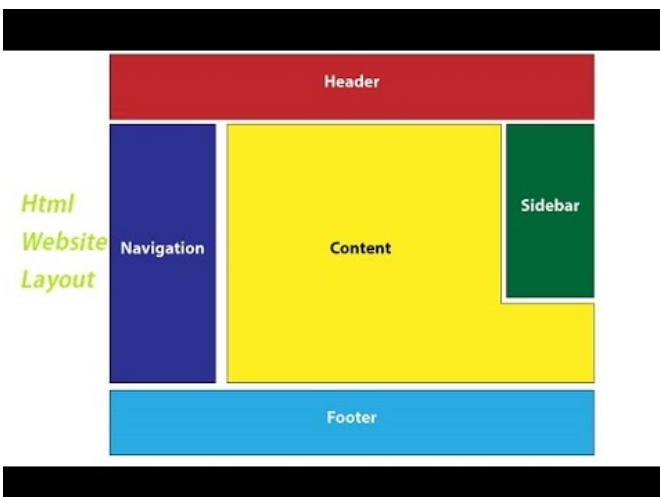 Header
Html
Website
Layout
Navigation
Content
Sidebar
Footer